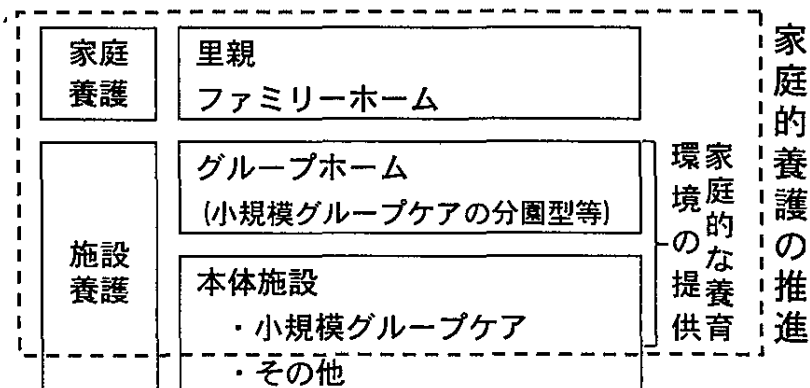 家庭
養護
里親
ファミリーホーム
施設
養護
グループホーム
(小規模グループケアの分園型等)
本体施設
・小規模グループケア
・その他
家庭的な養育
環境の提供
家庭的養護の推進